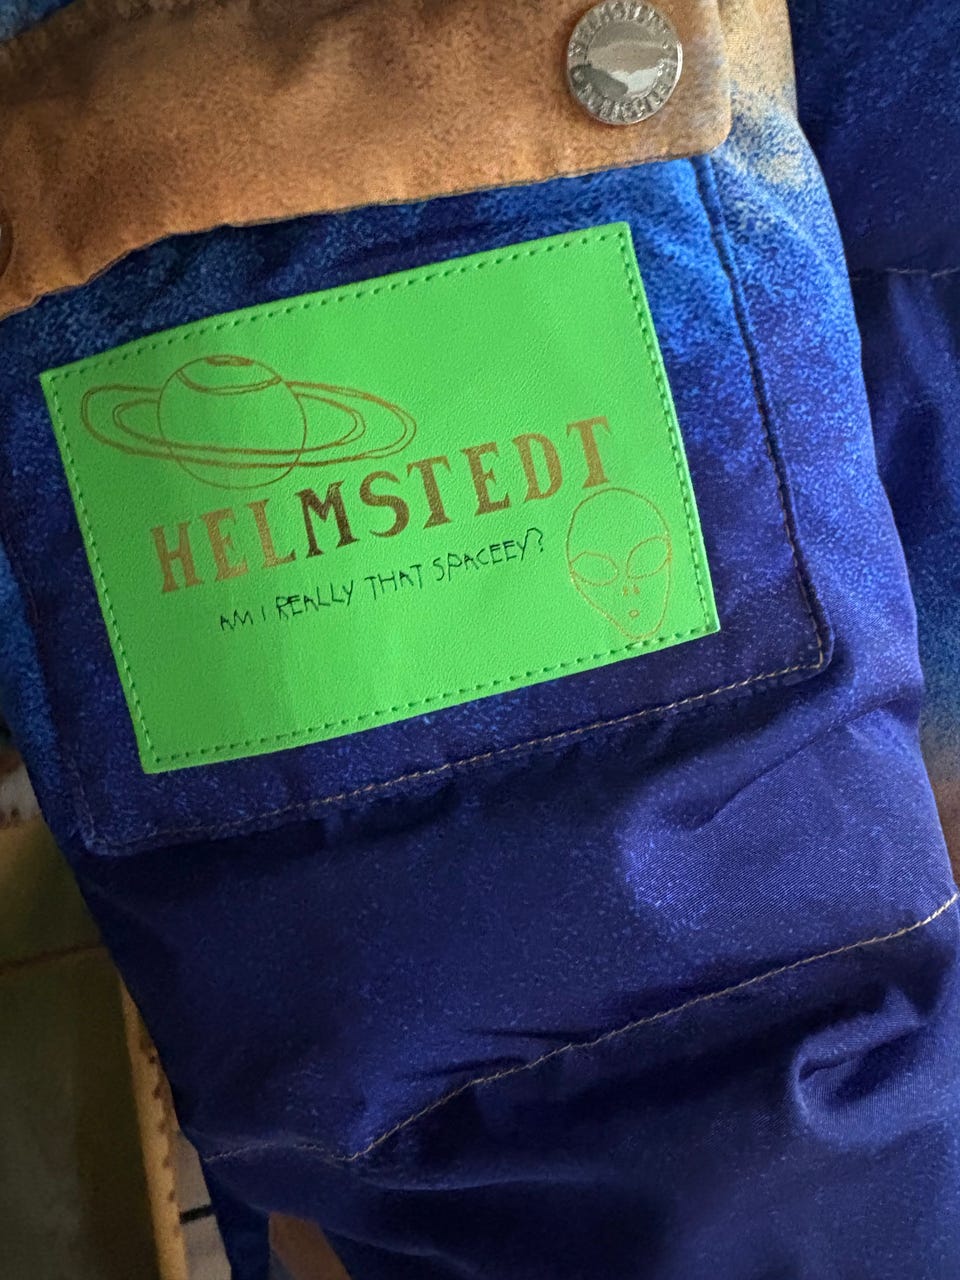 HELMSTEDT
AM I REALLY THAT SPACEEY?